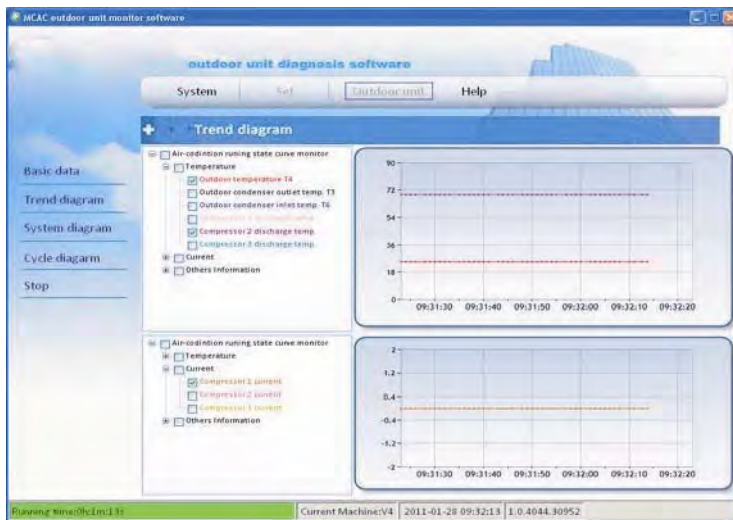 MCAC outdoor unit monitor software
outdoor unit diagnosis software
System Set Outdoor unit Help
Trend diagram
Basic data
Trend diagram
System diagram
Cycle diagarm
Stop
Air-codintion runing state curve monitor
Temperature
Outdoor temperature T4
Outdoor condenser outlet temp. T3
Outdoor condenser inlet temp. T6
Compressor 2 discharge temp.
Compressor 3 discharge temp.
Current
Others Information
90
72
54
36
18
0
09:31:30 09:31:40 09:31:50 09:32:00 09:32:10 09:32:20
Air-codintion runing state curve monitor
Temperature
Current
Compressor 1 current
Compressor 2 current
Compressor 3 current
Others Information
2
1.2
0.4
-0.4
-1.2
-2
09:31:30 09:31:40 09:31:50 09:32:00 09:32:10 09:32:20
Running time:0h:1m:13s Current Machine:V4 2011-01-28 09:32:13 1.0.4044.30952